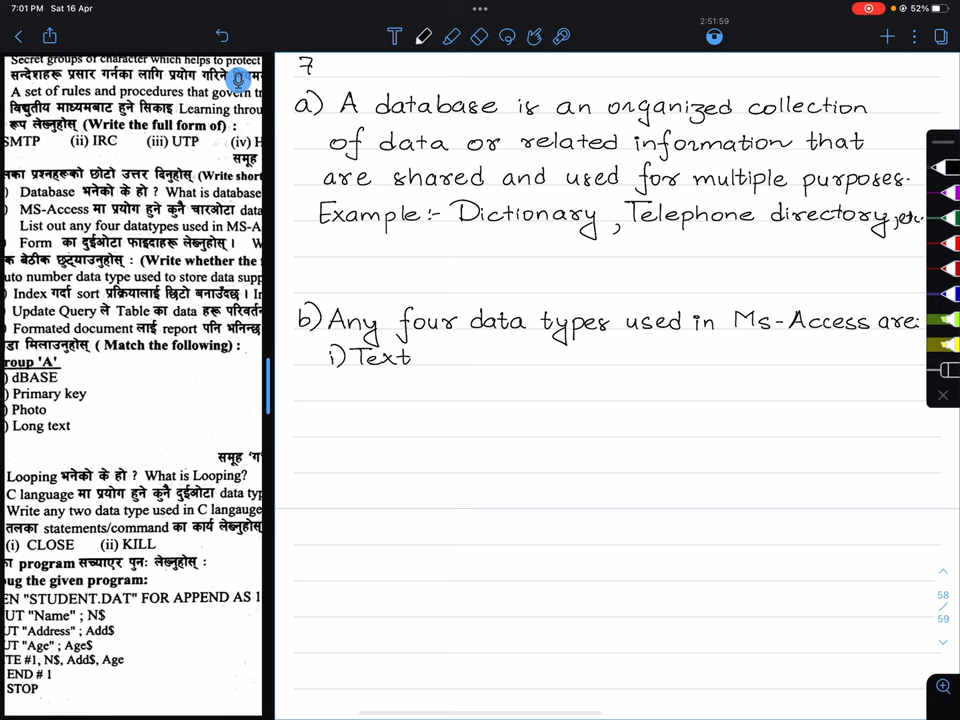 7:01 PM Sat 16 Apr
52%
2:51:59
Secret groups of character which helps to protect
सन्देशहरू प्रसार गर्नका लागि प्रयोग गरिने
A set of rules and procedures that govern
विद्युतीय माध्यमबाट हुने सिकाइ Learning throu
रूप लेख्नुहोस् (Write the full form of) :
SMTP (ii) IRC (iii) UTP (iv) H
समूह
प्रश्नहरूको छोटो उत्तर दिनुहोस् (Write short
) Database भनेको के हो ? What is database
) MS-Access मा प्रयोग हुने कुनै चारओटा data
List out any four datatypes used in MS-A
) Form का दुईओटा फाइदाहरू लेख्नुहोस् । W
क बेठीक छुट्याउनुहोस् : (Write whether the
uto number data type used to store data supp
) Index गर्दा sort प्रक्रियालाई छिटो बनाउँदछ । I
) Update Query ले Table का data हरू परिवर्त
) Formated document लाई report पनि भनिन्छ
डा मिलाउनुहोस् ( Match the following) :
roup 'A'
) dBASE
) Primary key
) Photo
) Long text
समूह 'ग
Looping भनेको के हो ? What is Looping?
C language मा प्रयोग हुने कुनै दुईओटा data typ
Write any two data type used in C langauge
तलका statements/command का कार्य लेख्नुहोस्
(i) CLOSE (ii) KILL
program सच्याएर पुनः लेख्नुहोस् :
bug the given program:
EN "STUDENT.DAT" FOR APPEND AS 1
UT "Name" ; N$
UT "Address" ; Add$
UT "Age" ; Age$
TE #1, N$, Add$, Age
END # 1
STOP
7
a) A database is an organized collection
of data or related information that
are shared and used for multiple purposes.
Example:- Dictionary, Telephone directory, etc
b) Any four data types used in Ms-Access are:
i) Text
58
/
59